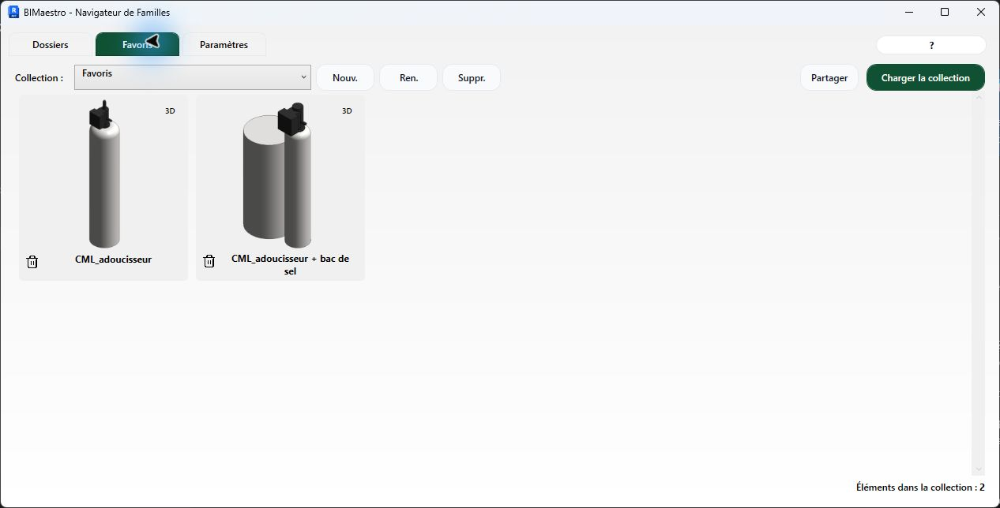 BIMaestro - Navigateur de Familles
Dossiers
Favoris
Paramètres
?
Collection :
Favoris
Nouv.
Ren.
Suppr.
Partager
Charger la collection
3D
3D
CML_adoucisseur
CML_adoucisseur + bac de
sel
Éléments dans la collection : 2